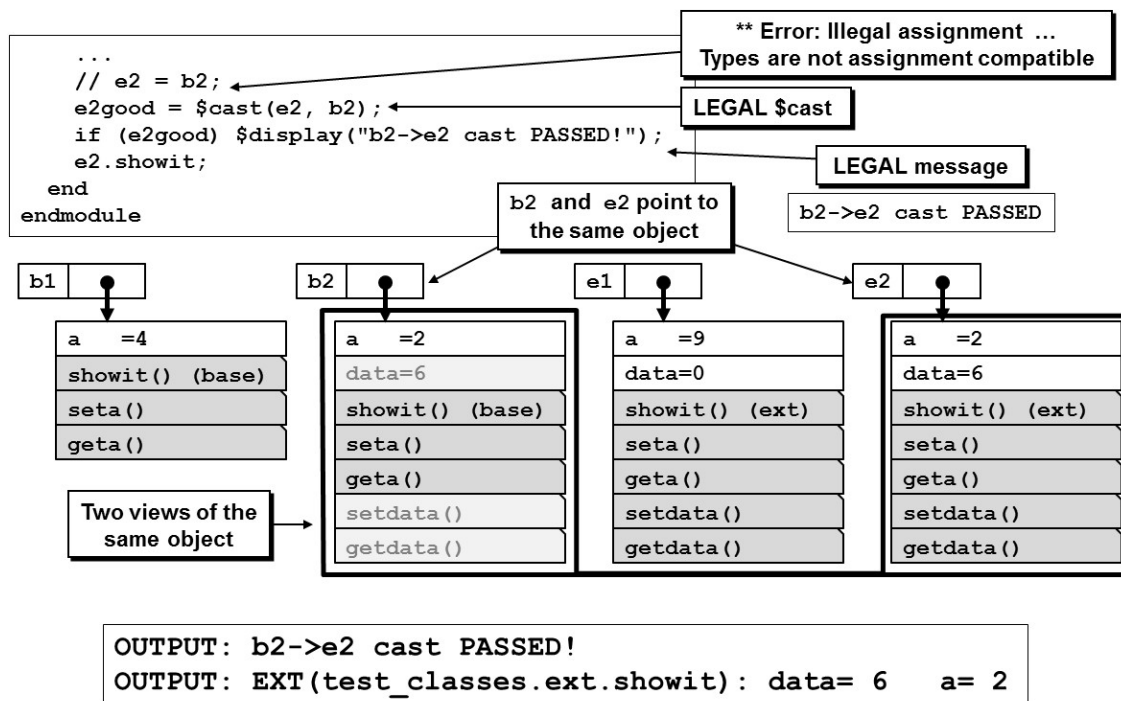 ** Error: Illegal assignment …
Types are not assignment compatible
...
// e2 = b2;
e2good = $cast(e2, b2);
LEGAL $cast
if (e2good) $display("b2->e2 cast PASSED!");
e2.showit;
LEGAL message
end
endmodule
b2->e2 cast PASSED
b2 and e2 point to
the same object
b1
b2
e1
e2
a =4
showit() (base)
seta()
geta()
a =2
data=6
showit() (base)
seta()
geta()
setdata()
getdata()
a =9
data=0
showit() (ext)
seta()
geta()
setdata()
getdata()
a =2
data=6
showit() (ext)
seta()
geta()
setdata()
getdata()
Two views of the
same object
OUTPUT: b2->e2 cast PASSED!
OUTPUT: EXT(test_classes.ext.showit): data= 6 a= 2